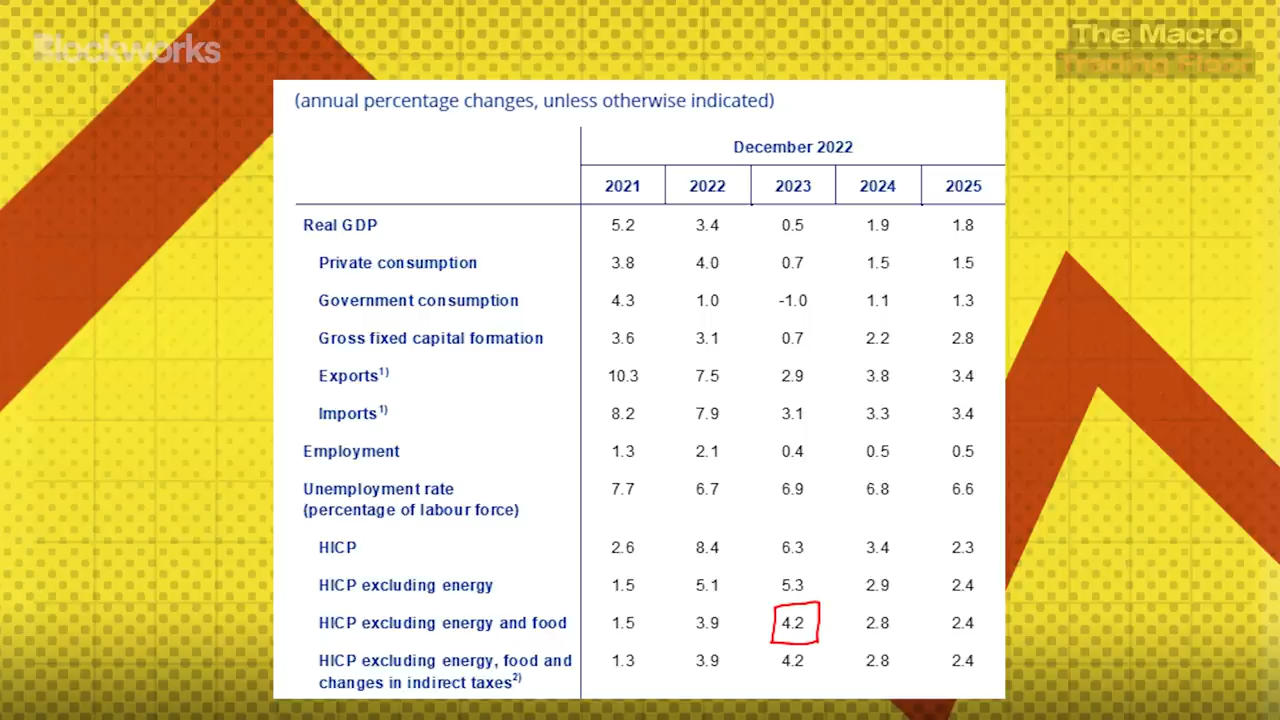 Blockworks
The Macro
Trading Floor
(annual percentage changes, unless otherwise indicated)
December 2022
2021 2022 2023 2024 2025
Real GDP 5.2 3.4 0.5 1.9 1.8
Private consumption 3.8 4.0 0.7 1.5 1.5
Government consumption 4.3 1.0 -1.0 1.1 1.3
Gross fixed capital formation 3.6 3.1 0.7 2.2 2.8
Exports1) 10.3 7.5 2.9 3.8 3.4
Imports1) 8.2 7.9 3.1 3.3 3.4
Employment 1.3 2.1 0.4 0.5 0.5
Unemployment rate 7.7 6.7 6.9 6.8 6.6
(percentage of labour force)
HICP 2.6 8.4 6.3 3.4 2.3
HICP excluding energy 1.5 5.1 5.3 2.9 2.4
HICP excluding energy and food 1.5 3.9 4.2 2.8 2.4
HICP excluding energy, food and 1.3 3.9 4.2 2.8 2.4
changes in indirect taxes2)